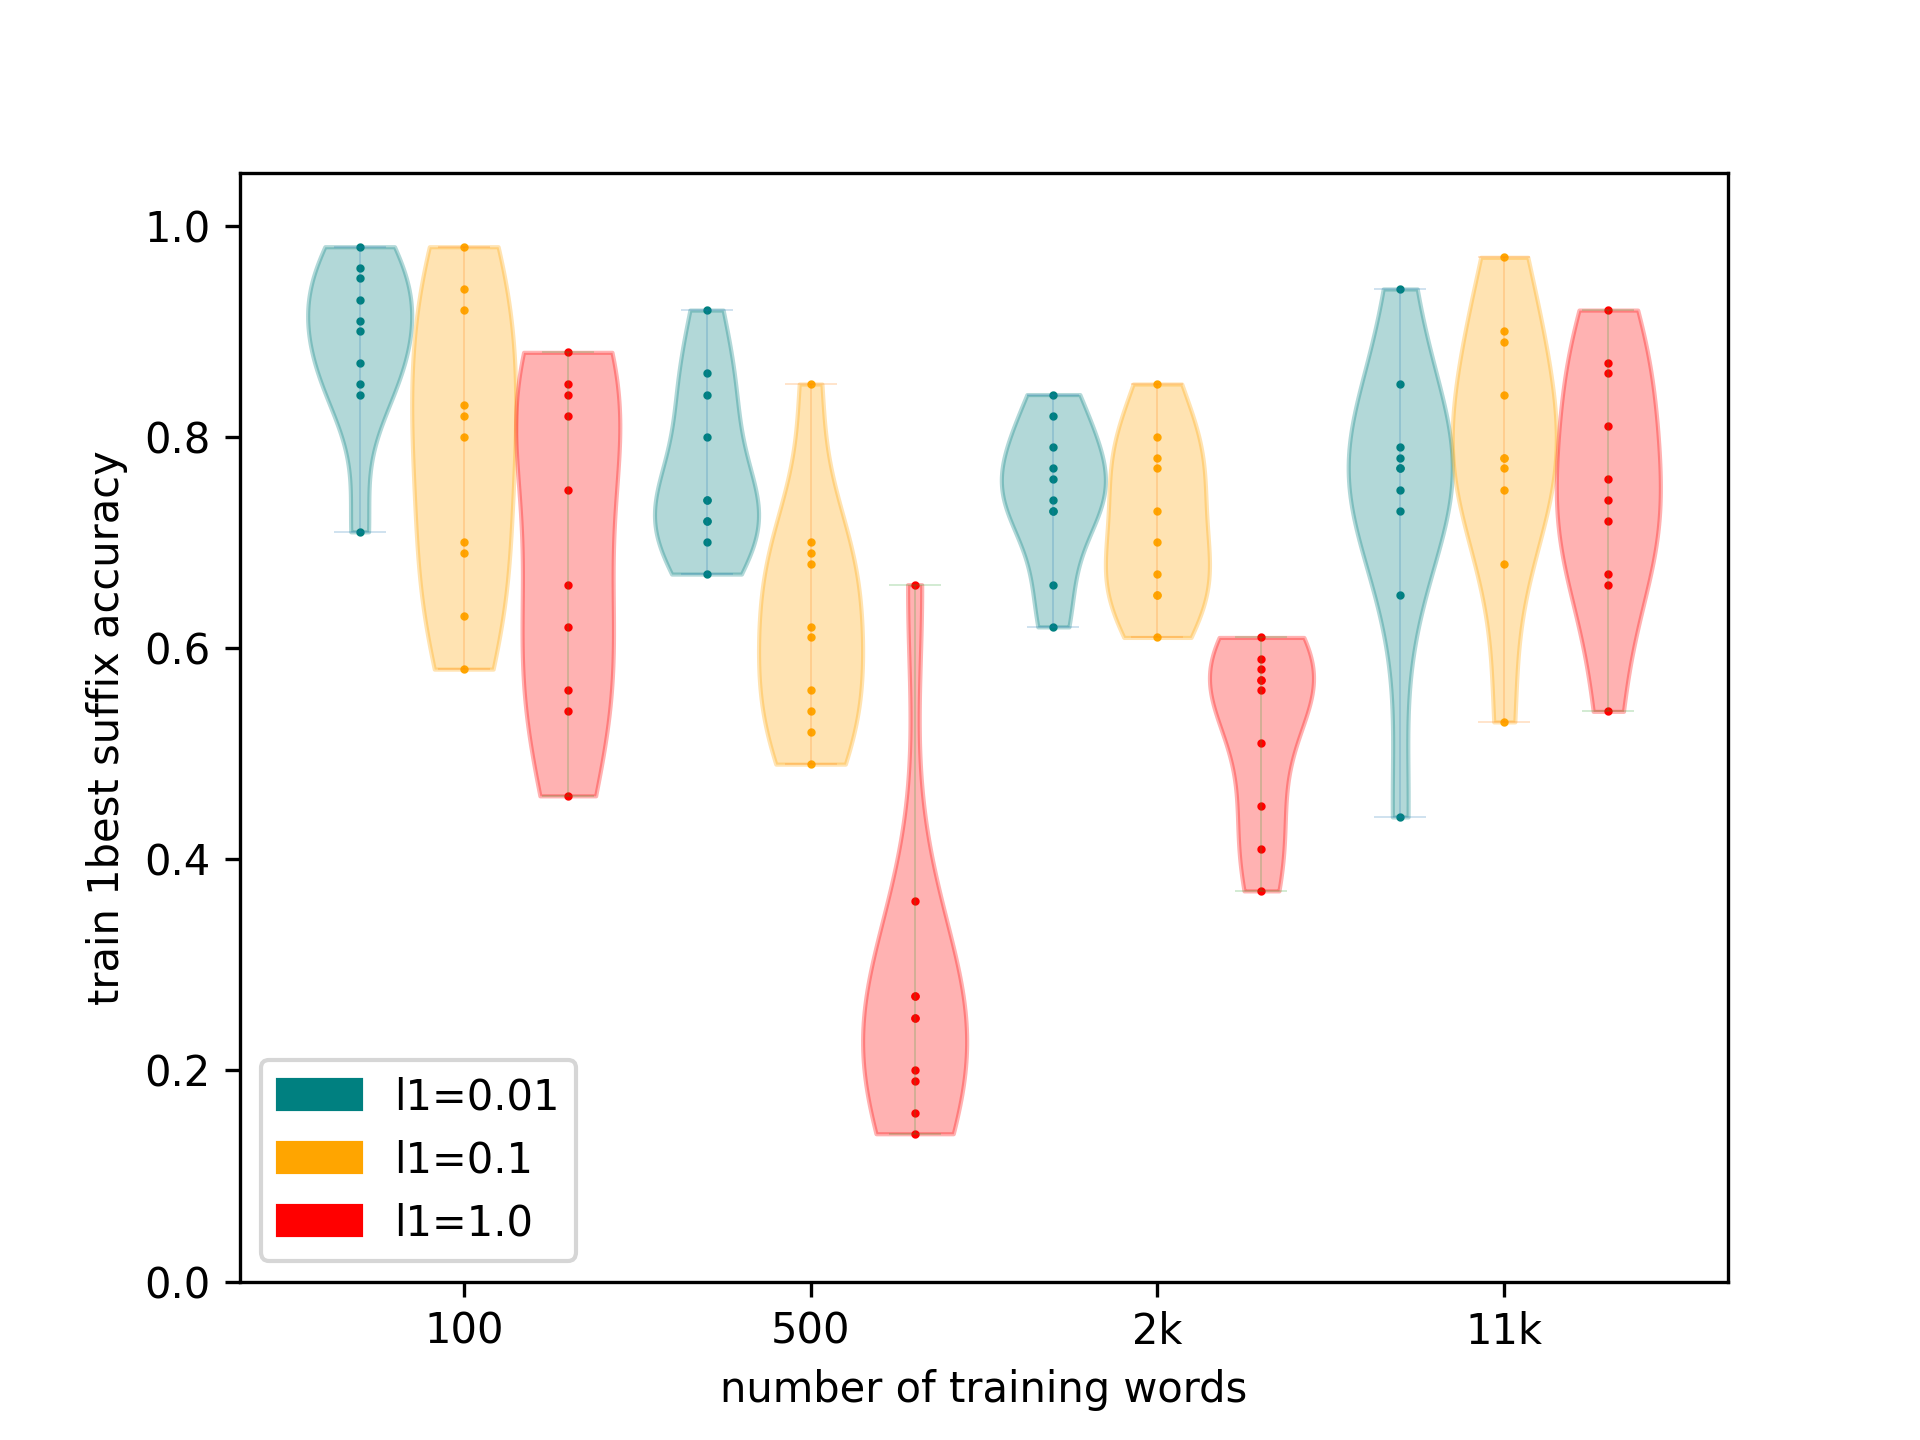 1.0
0.8
0.6
0.4
0.2
0.0
train 1best suffix accuracy
l1=0.01
l1=0.1
l1=1.0
100
500
2k
11k
number of training words